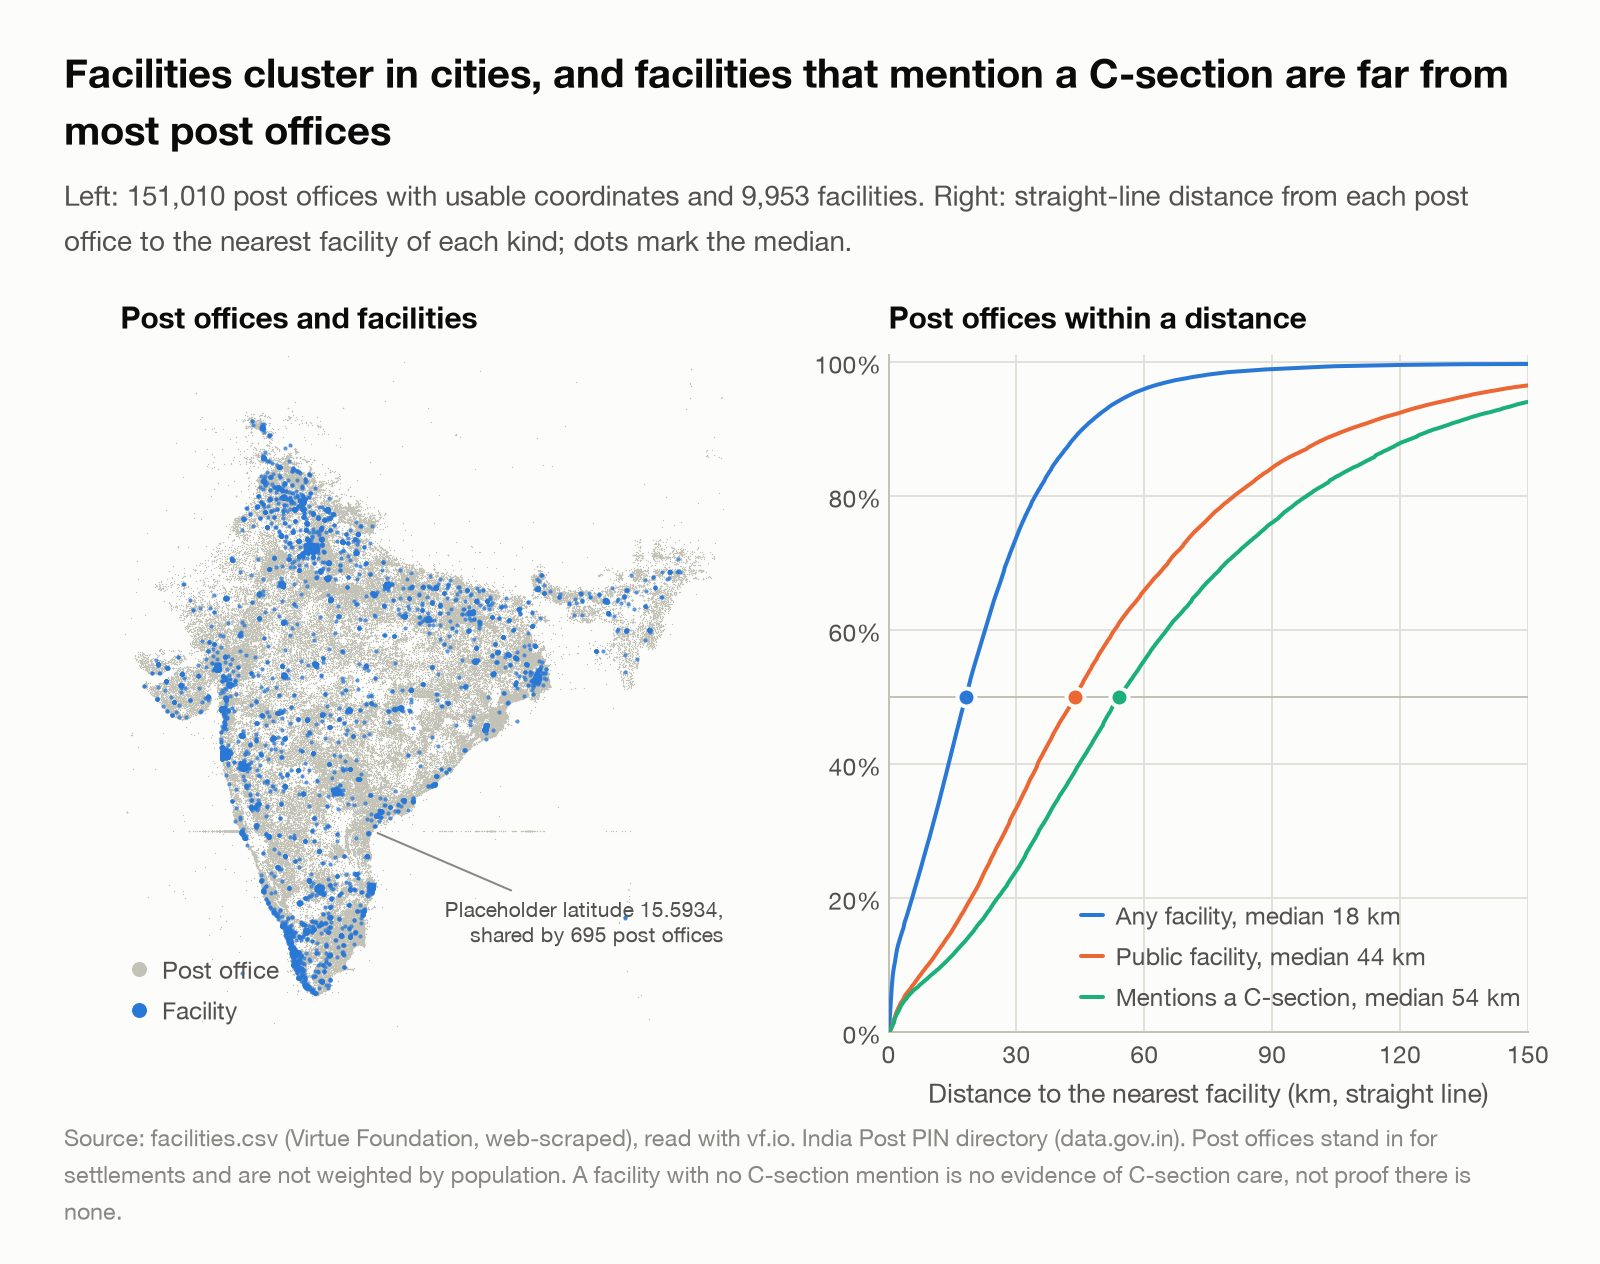 Facilities cluster in cities, and facilities that mention a C-section are far from
most post offices
Left: 151,010 post offices with usable coordinates and 9,953 facilities. Right: straight-line distance from each post
office to the nearest facility of each kind; dots mark the median.
Post offices and facilities
Placeholder latitude 15.5934,
shared by 695 post offices
Post office
Facility
Post offices within a distance
100%
80%
60%
40%
20%
0%
Any facility, median 18 km
Public facility, median 44 km
Mentions a C-section, median 54 km
0 30 60 90 120 150
Distance to the nearest facility (km, straight line)
Source: facilities.csv (Virtue Foundation, web-scraped), read with vf.io. India Post PIN directory (data.gov.in). Post offices stand in for
settlements and are not weighted by population. A facility with no C-section mention is no evidence of C-section care, not proof there is
none.